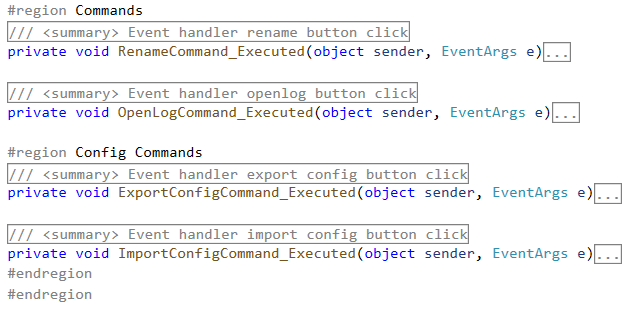 #region Commands
/// <summary> Event handler rename button click
private void RenameCommand_Executed(object sender, EventArgs e)...
/// <summary> Event handler openlog button click
private void OpenLogCommand_Executed(object sender, EventArgs e)...
#region Config Commands
/// <summary> Event handler export config button click
private void ExportConfigCommand_Executed(object sender, EventArgs e)...
/// <summary> Event handler import config button click
private void ImportConfigCommand_Executed(object sender, EventArgs e)...
#endregion
#endregion